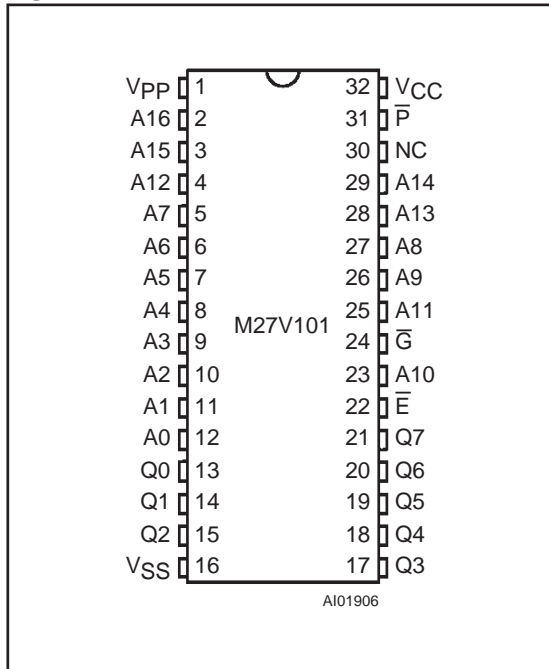 VPP 1 32 VCC
A16 2 31 P̅
A15 3 30 NC
A12 4 29 A14
A7 5 28 A13
A6 6 27 A8
A5 7 26 A9
A4 8 25 A11
M27V101
A3 9 24 G̅
A2 10 23 A10
A1 11 22 E̅
A0 12 21 Q7
Q0 13 20 Q6
Q1 14 19 Q5
Q2 15 18 Q4
VSS 16 17 Q3
AI01906